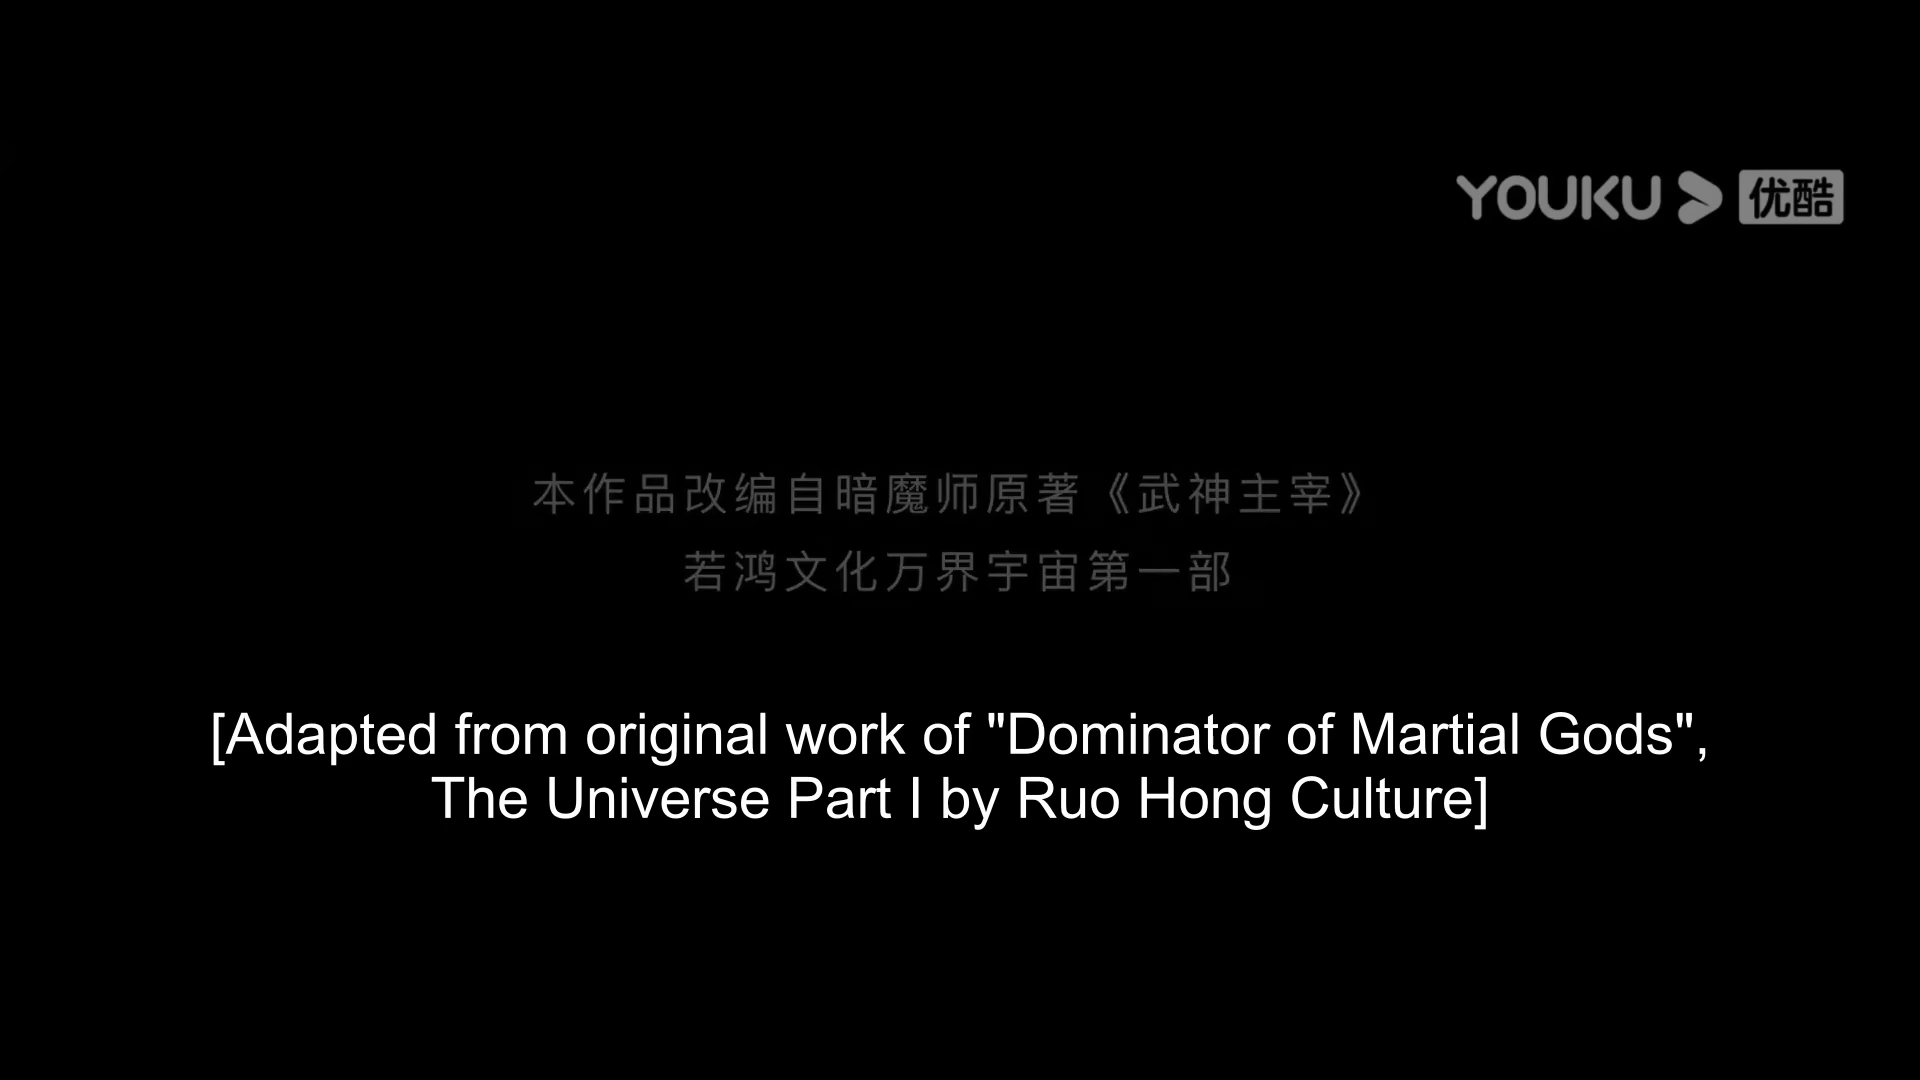 YOUKU 优酷
本作品改编自暗魔师原著《武神主宰》
若鸿文化万界宇宙第一部
[Adapted from original work of "Dominator of Martial Gods",
The Universe Part I by Ruo Hong Culture]